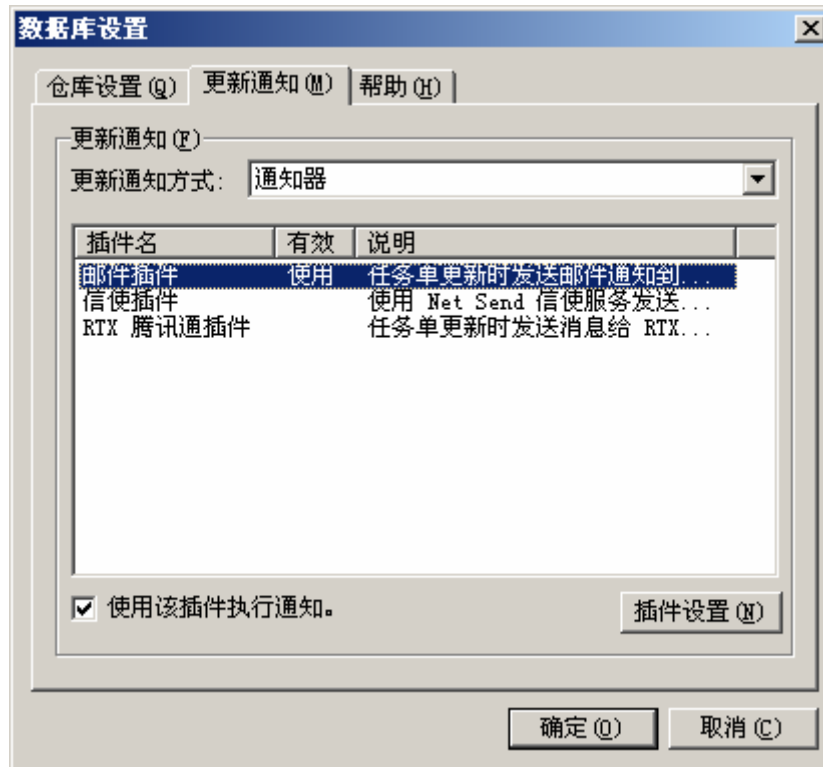 数据库设置
仓库设置(Q) 更新通知(M) 帮助(H)
更新通知(F)
更新通知方式: 通知器
插件名 有效 说明
邮件插件 使用 任务单更新时发送邮件通知到...
信使插件 使用 Net Send 信使服务发送...
RTX 腾讯通插件 任务单更新时发送消息给 RTX...
使用该插件执行通知。 插件设置(N)
确定(O) 取消(C)